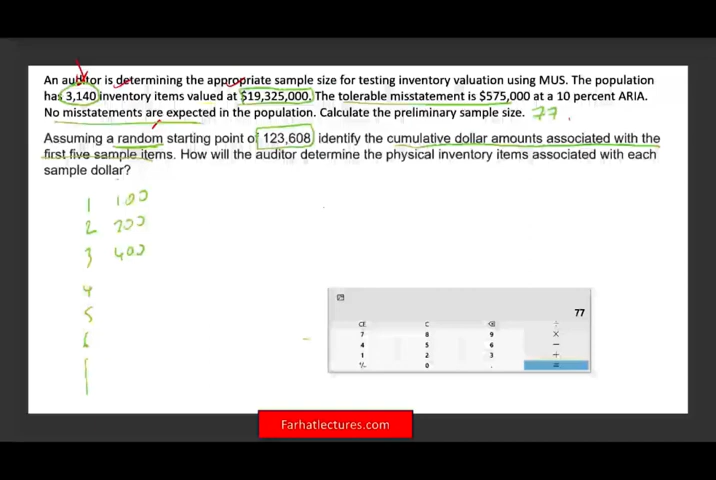 An auditor is determining the appropriate sample size for testing inventory valuation using MUS. The population
has 3,140 inventory items valued at $19,325,000. The tolerable misstatement is $575,000 at a 10 percent ARIA.
No misstatements are expected in the population. Calculate the preliminary sample size. 77.
Assuming a random starting point of 123,608 identify the cumulative dollar amounts associated with the
first five sample items. How will the auditor determine the physical inventory items associated with each
sample dollar?
1 100
2 200
3 400
4
5
6
77
CE C ⌫ ÷
7 8 9 ×
4 5 6 −
1 2 3 +
+/- 0 . =
Farhatlectures.com